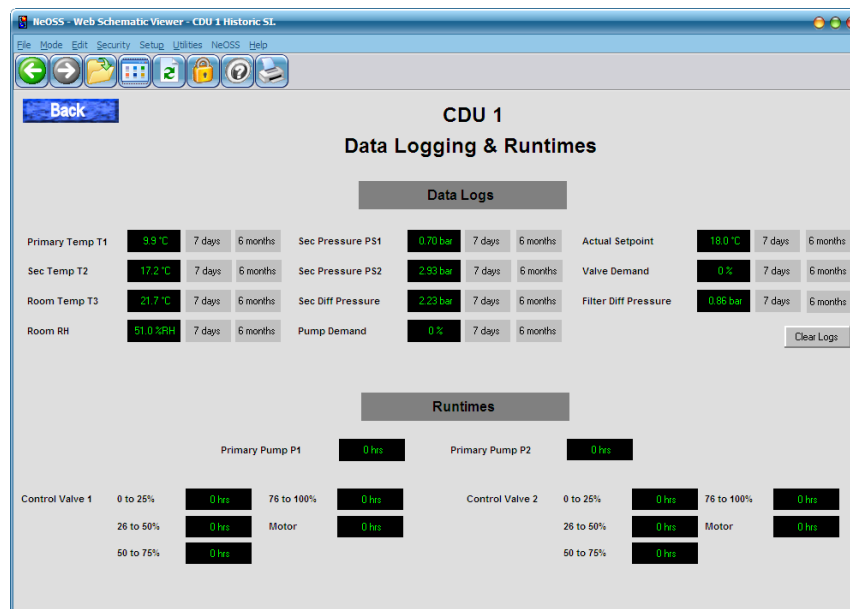 NeOSS - Web Schematic Viewer - CDU 1 Historic SI.
File Mode Edit Security Setup Utilities NeOSS Help
Back
CDU 1
Data Logging & Runtimes
Data Logs
Primary Temp T1 9.9 °C 7 days 6 months Sec Pressure PS1 0.70 bar 7 days 6 months Actual Setpoint 18.0 °C 7 days 6 months
Sec Temp T2 17.2 °C 7 days 6 months Sec Pressure PS2 2.93 bar 7 days 6 months Valve Demand 0 % 7 days 6 months
Room Temp T3 21.7 °C 7 days 6 months Sec Diff Pressure 2.23 bar 7 days 6 months Filter Diff Pressure 0.86 bar 7 days 6 months
Room RH 51.0 %RH 7 days 6 months Pump Demand 0 % 7 days 6 months
Clear Logs
Runtimes
Primary Pump P1 0 hrs Primary Pump P2 0 hrs
Control Valve 1 0 to 25% 0 hrs 76 to 100% 0 hrs Control Valve 2 0 to 25% 0 hrs 76 to 100% 0 hrs
26 to 50% 0 hrs Motor 0 hrs 26 to 50% 0 hrs Motor 0 hrs
50 to 75% 0 hrs 50 to 75% 0 hrs